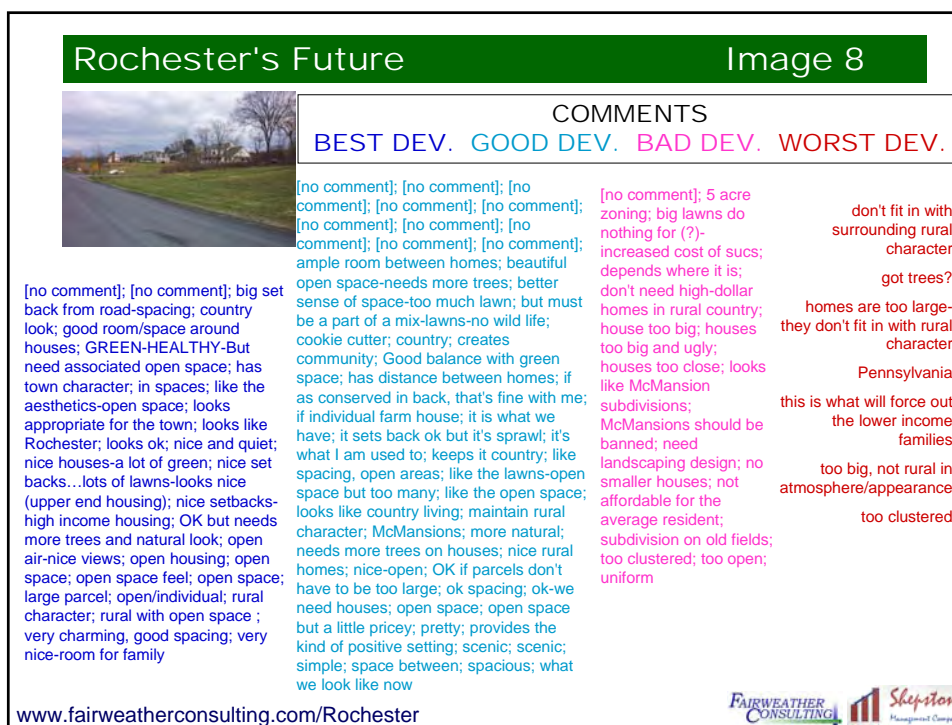 Rochester's Future Image 8
COMMENTS
BEST DEV. GOOD DEV. BAD DEV. WORST DEV.
[no comment]; [no comment]; big set
back from road-spacing; country
look; good room/space around
houses; GREEN-HEALTHY-But
need associated open space; has
town character; in spaces; like the
aesthetics-open space; looks
appropriate for the town; looks like
Rochester; looks ok; nice and quiet;
nice houses-a lot of green; nice set
backs…lots of lawns-looks nice
(upper end housing); nice setbacks-
high income housing; OK but needs
more trees and natural look; open
air-nice views; open housing; open
space; open space feel; open space;
large parcel; open/individual; rural
character; rural with open space ;
very charming, good spacing; very
nice-room for family
[no comment]; [no comment]; [no
comment]; [no comment]; [no comment];
[no comment]; [no comment]; [no
comment]; [no comment]; [no comment];
ample room between homes; beautiful
open space-needs more trees; better
sense of space-too much lawn; but must
be a part of a mix-lawns-no wild life;
cookie cutter; country; creates
community; Good balance with green
space; has distance between homes; if
as conserved in back, that's fine with me;
if individual farm house; it is what we
have; it sets back ok but it's sprawl; it's
what I am used to; keeps it country; like
spacing, open areas; like the lawns-open
space but too many; like the open space;
looks like country living; maintain rural
character; McMansions; more natural;
needs more trees on houses; nice rural
homes; nice-open; OK if parcels don't
have to be too large; ok spacing; ok-we
need houses; open space; open space
but a little pricey; pretty; provides the
kind of positive setting; scenic; scenic;
simple; space between; spacious; what
we look like now
[no comment]; 5 acre
zoning; big lawns do
nothing for (?)-
increased cost of sucs;
depends where it is;
don't need high-dollar
homes in rural country;
house too big; houses
too big and ugly;
houses too close; looks
like McMansion
subdivisions;
McMansions should be
banned; need
landscaping design; no
smaller houses; not
affordable for the
average resident;
subdivision on old fields;
too clustered; too open;
uniform
don't fit in with
surrounding rural
character
got trees?
homes are too large-
they don't fit in with rural
character
Pennsylvania
this is what will force out
the lower income
families
too big, not rural in
atmosphere/appearance
too clustered
www.fairweatherconsulting.com/Rochester
FAIRWEATHER
CONSULTING